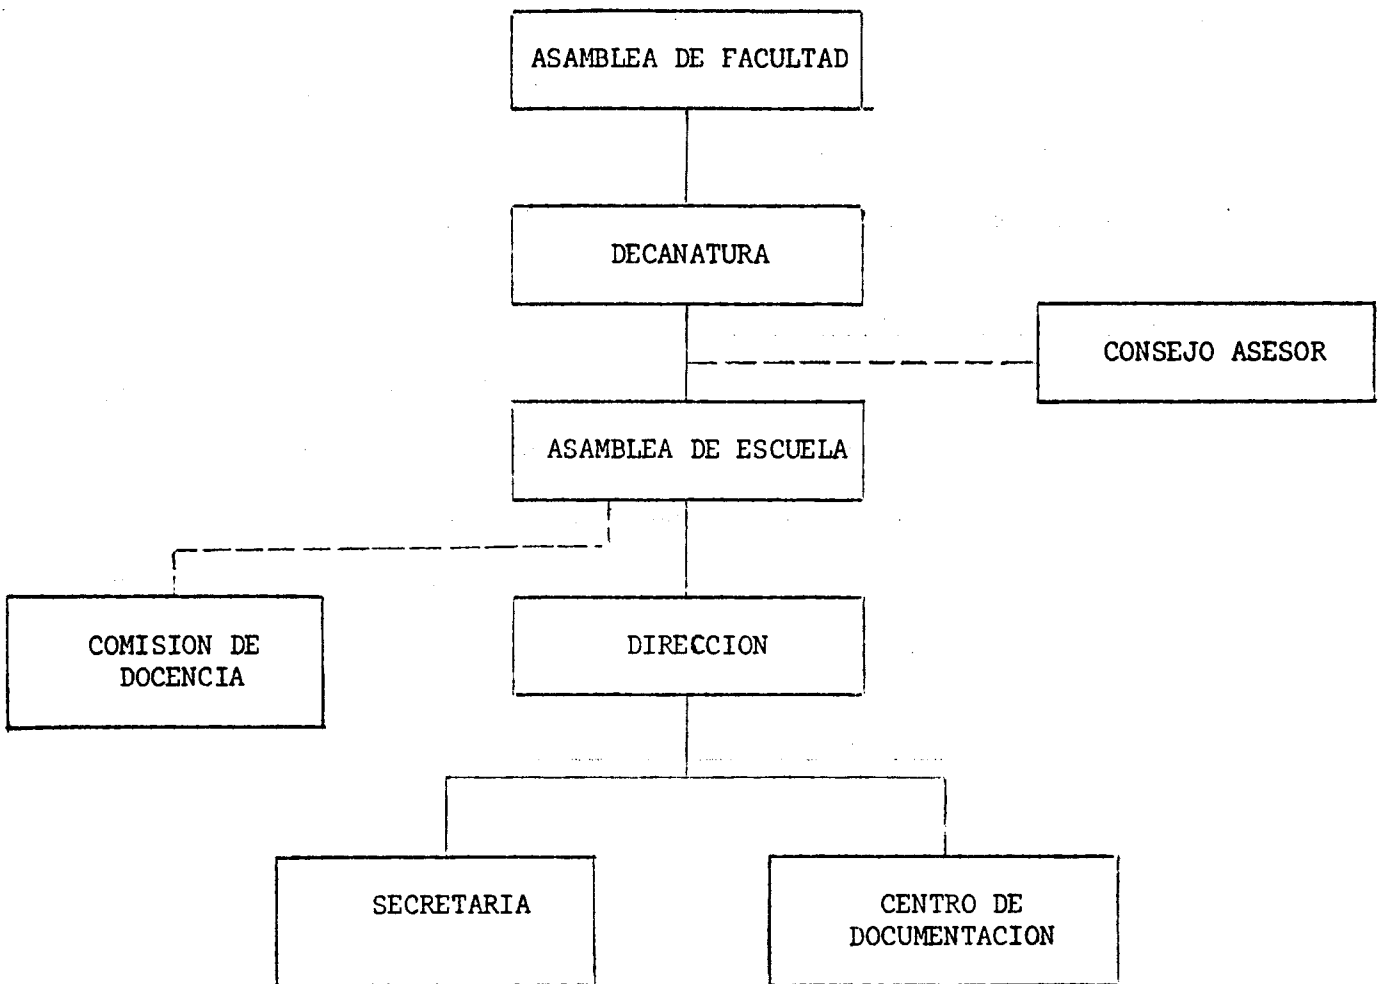 ASAMBLEA DE FACULTAD
DECANATURA
CONSEJO ASESOR
ASAMBLEA DE ESCUELA
COMISION DE
DOCENCIA
DIRECCION
SECRETARIA
CENTRO DE
DOCUMENTACION